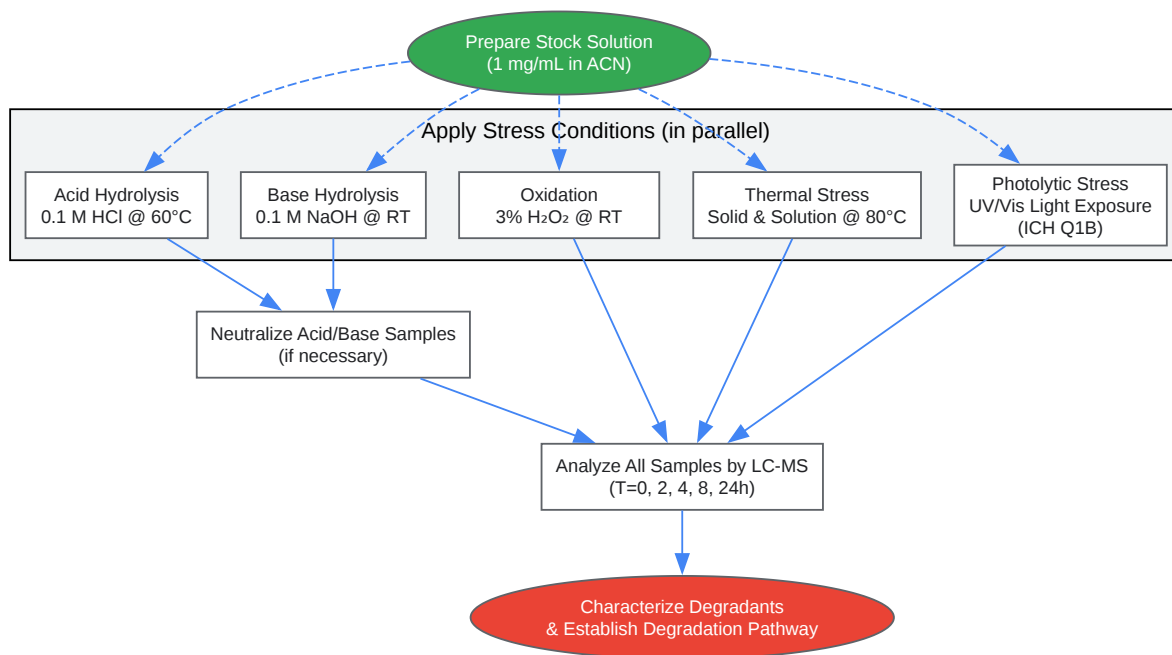 Prepare Stock Solution
(1 mg/mL in ACN)
Apply Stress Conditions (in parallel)
Acid Hydrolysis
0.1 M HCl @ 60°C
Base Hydrolysis
0.1 M NaOH @ RT
Oxidation
3% H₂O₂ @ RT
Thermal Stress
Solid & Solution @ 80°C
Photolytic Stress
UV/Vis Light Exposure
(ICH Q1B)
Neutralize Acid/Base Samples
(if necessary)
Analyze All Samples by LC-MS
(T=0, 2, 4, 8, 24h)
Characterize Degradants
& Establish Degradation Pathway